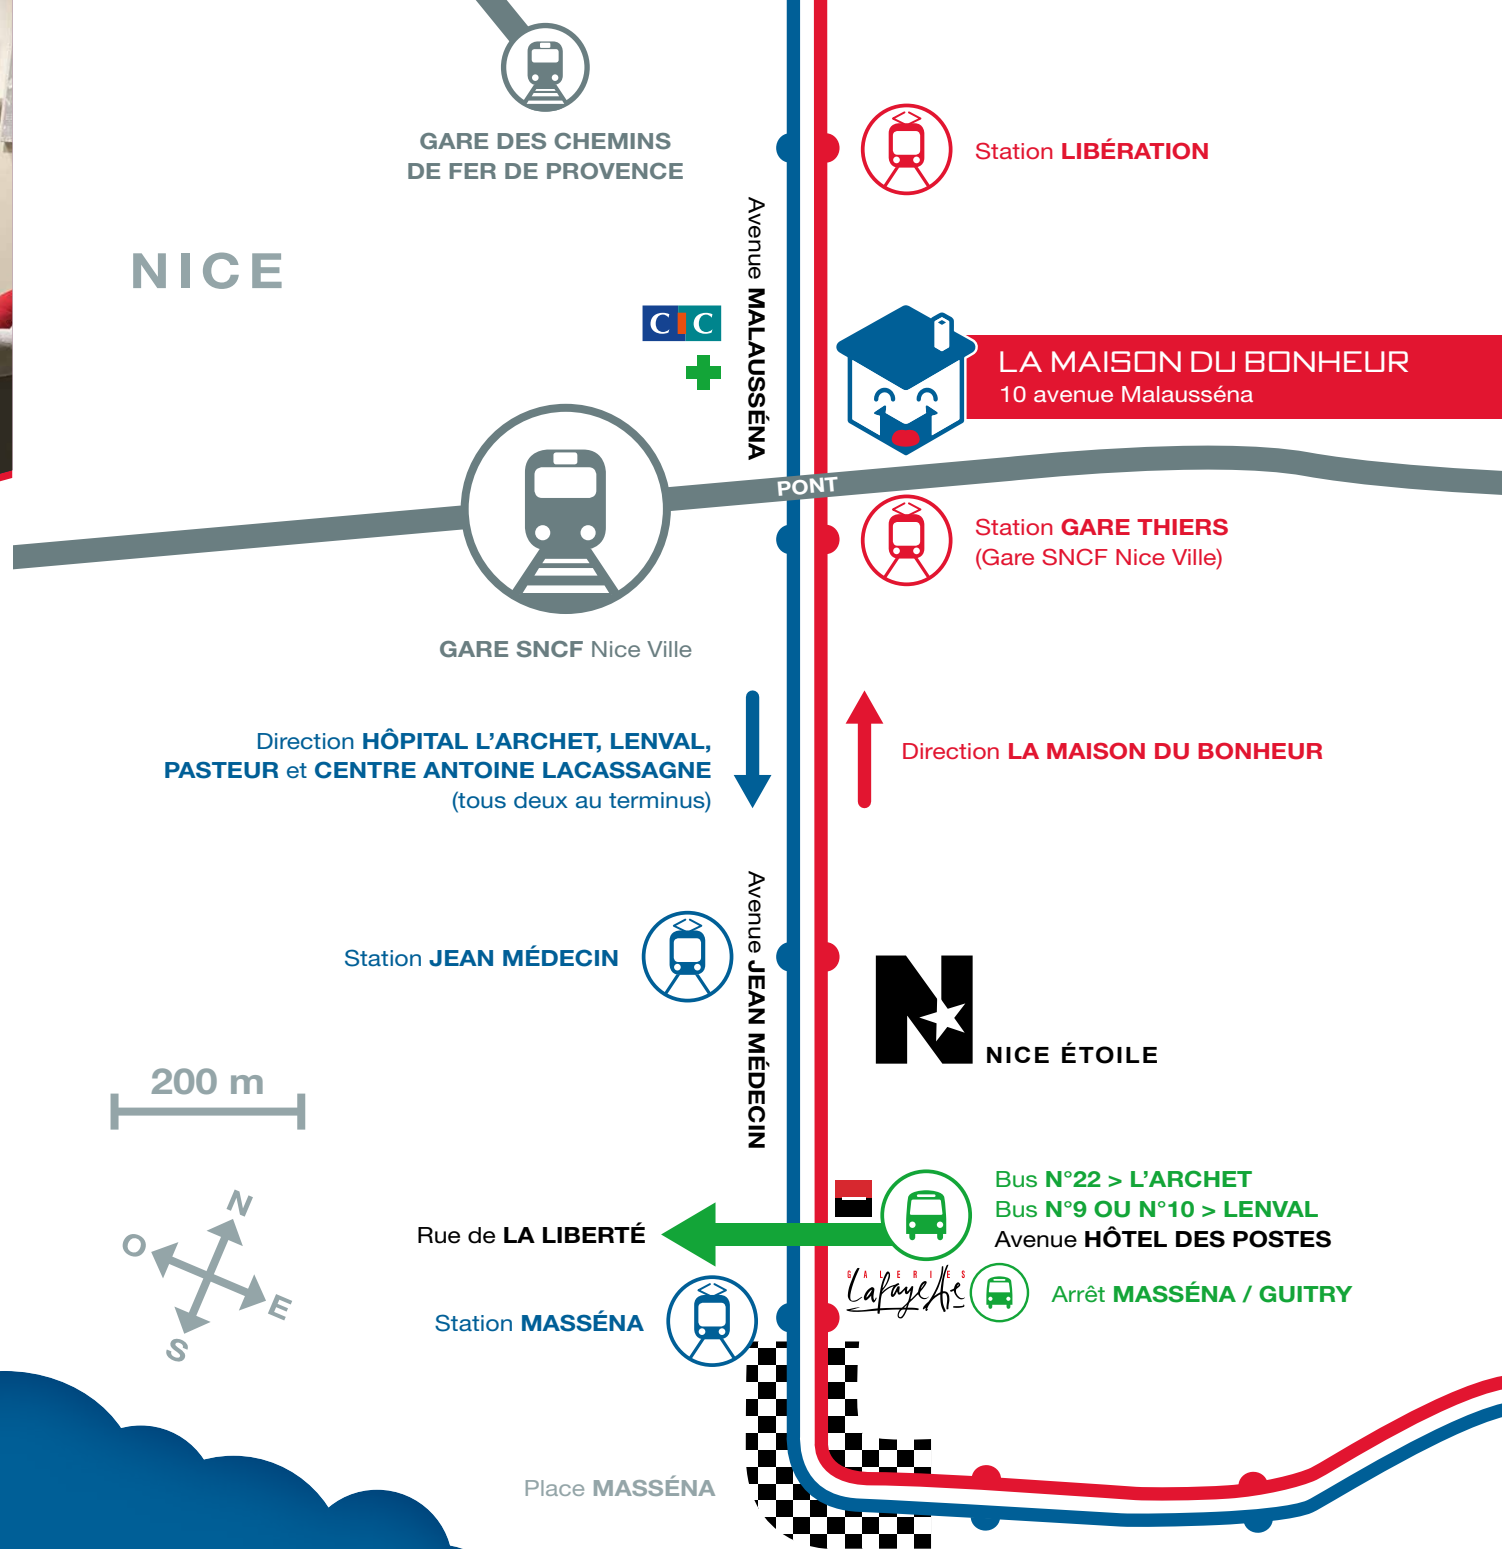 GARE DES CHEMINS
DE FER DE PROVENCE
Station LIBÉRATION
NICE
Avenue MALAUSSÉNA
CIC
LA MAISON DU BONHEUR
10 avenue Malausséna
PONT
Station GARE THIERS
(Gare SNCF Nice Ville)
GARE SNCF Nice Ville
Direction HÔPITAL L’ARCHET, LENVAL,
PASTEUR et CENTRE ANTOINE LACASSAGNE
(tous deux au terminus)
Direction LA MAISON DU BONHEUR
Avenue JEAN MÉDECIN
Station JEAN MÉDECIN
N
NICE ÉTOILE
200 m
Bus N°22 > L’ARCHET
Bus N°9 OU N°10 > LENVAL
Avenue HÔTEL DES POSTES
Rue de LA LIBERTÉ
N
O
E
S
GALERIES
Lafayette
Arrêt MASSÉNA / GUITRY
Station MASSÉNA
Place MASSÉNA